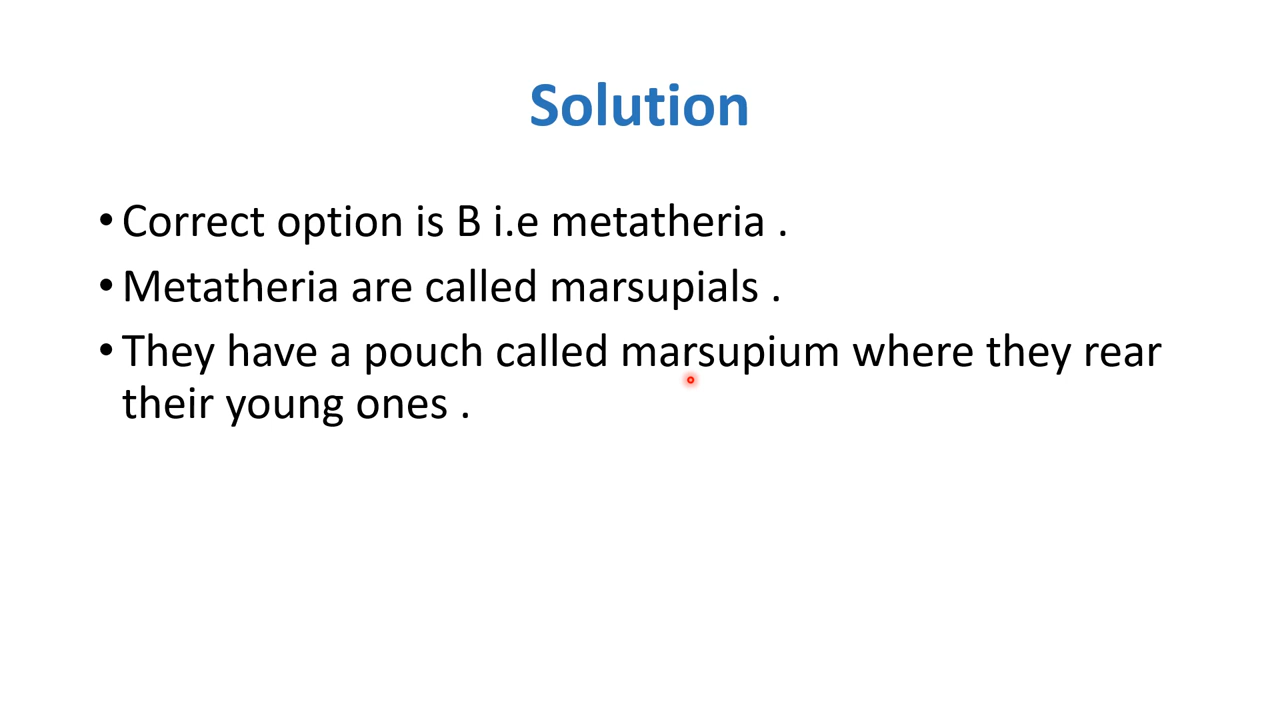 Solution
• Correct option is B i.e metatheria .
• Metatheria are called marsupials .
• They have a pouch called marsupium where they rear
their young ones .